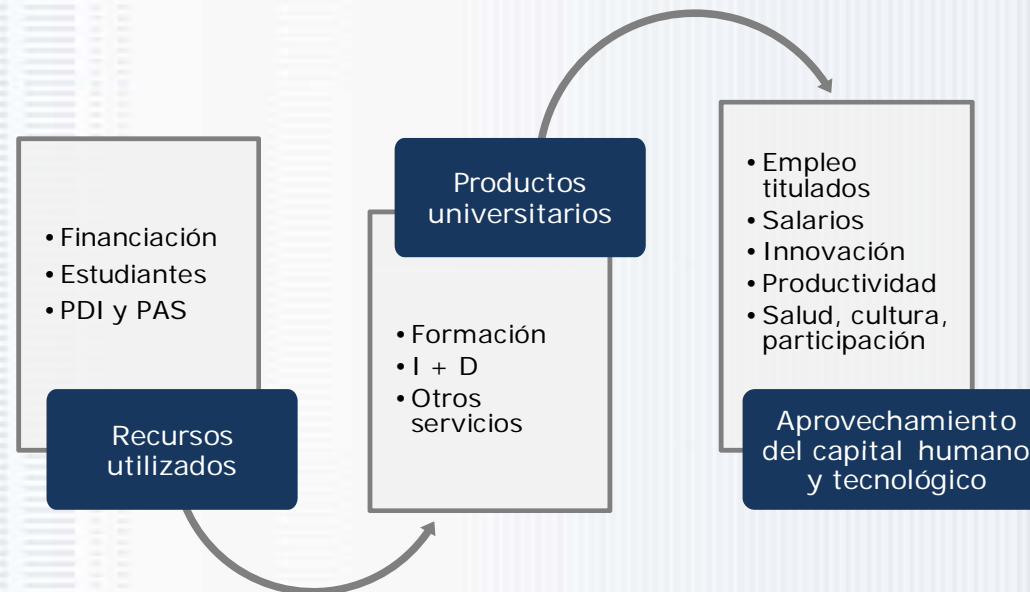 • Financiación
• Estudiantes
• PDI y PAS
Recursos
utilizados
Productos
universitarios
• Formación
• I + D
• Otros
servicios
• Empleo
titulados
• Salarios
• Innovación
• Productividad
• Salud, cultura,
participación
Aprovechamiento
del capital humano
y tecnológico